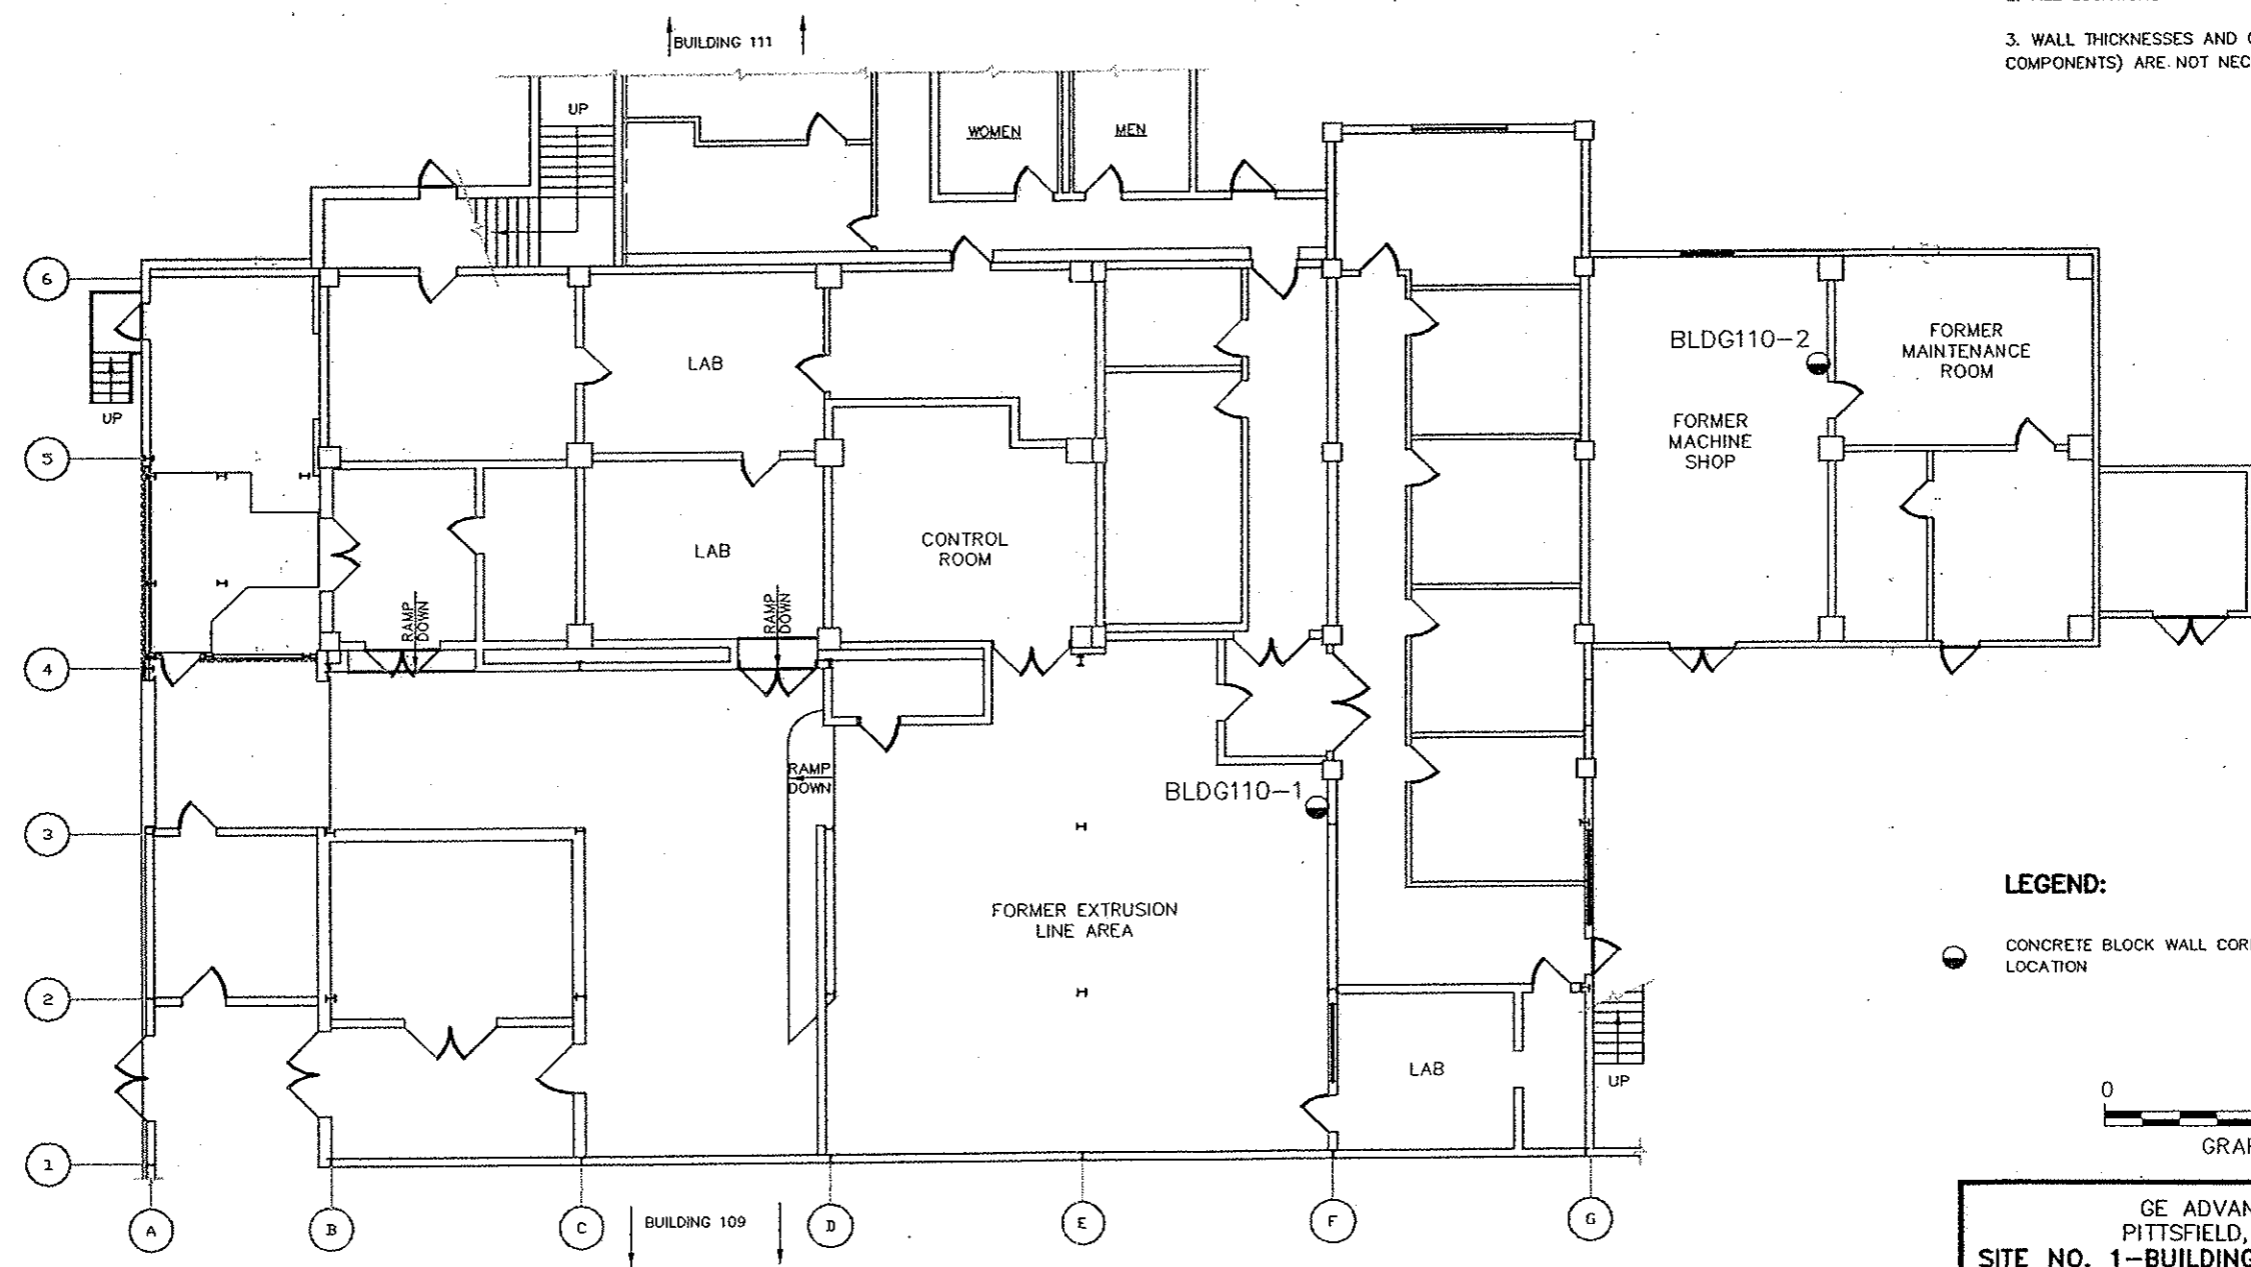 BUILDING 111
3. WALL THICKNESSES AND
COMPONENTS) ARE NOT NEC
UP
WOMEN
MEN
6
LAB
BLDG110-2
FORMER
MAINTENANCE
ROOM
UP
FORMER
MACHINE
SHOP
5
LAB
CONTROL
ROOM
RAMP
DOWN
RAMP
DOWN
4
RAMP
DOWN
BLDG110-1
3
LEGEND:
FORMER EXTRUSION
LINE AREA
CONCRETE BLOCK WALL COR
LOCATION
2
LAB
UP
0
GRA
1
A
B
C
BUILDING 109
D
E
F
G
GE ADVAN
PITTSFIELD,
SITE NO. 1-BUILDING